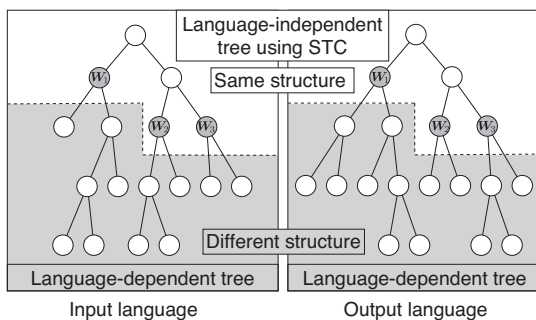 Language-independent
tree using STC
W1
W1
Same structure
W2
W3
W2
W3
Different structure
Language-dependent tree
Language-dependent tree
Input language
Output language